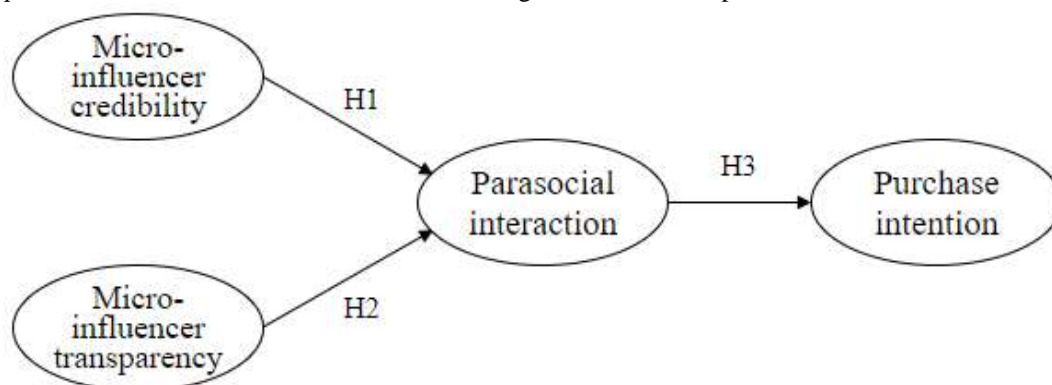 Micro-
influencer
credibility
H1
Parasocial
interaction
H3
Purchase
intention
H2
Micro-
influencer
transparency